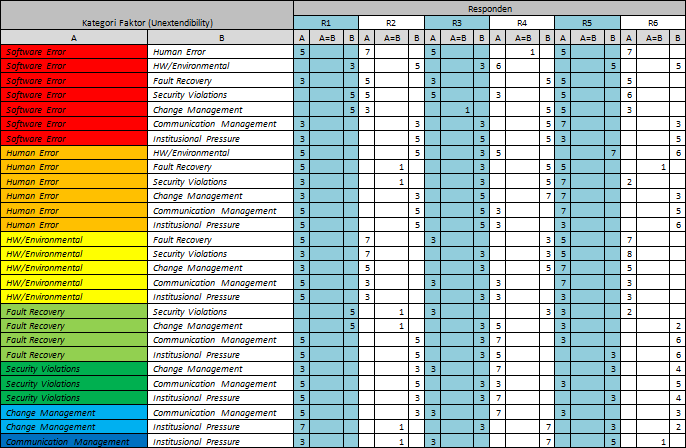 Kategori Faktor (Unextendibility) Responden
R1 R2 R3 R4 R5 R6
A B A A=B B A A=B B A A=B B A A=B B A A=B B A A=B B
Software Error Human Error 5 7 5 1 5 7
Software Error HW/Environmental 3 5 3 6 5 5
Software Error Fault Recovery 3 5 3 5 5 5
Software Error Security Violations 5 5 5 3 5 6
Software Error Change Management 5 3 1 5 5 3
Software Error Communication Management 3 3 3 5 7 3
Software Error Institusional Pressure 3 5 3 5 3 5
Human Error HW/Environmental 5 5 3 5 7 6
Human Error Fault Recovery 5 1 3 5 5 1
Human Error Security Violations 5 1 3 5 7 2
Human Error Change Management 5 3 5 7 7 3
Human Error Communication Management 5 5 5 3 7 6
Human Error Institusional Pressure 5 5 5 3 3 6
HW/Environmental Fault Recovery 5 7 3 3 5 7
HW/Environmental Security Violations 5 7 3 3 5 8
HW/Environmental Change Management 5 5 3 5 7 5
HW/Environmental Communication Management 5 3 3 3 7 3
HW/Environmental Institusional Pressure 5 3 3 3 3 3
Fault Recovery Security Violations 5 1 3 3 3 2
Fault Recovery Change Management 5 1 3 5 3 2
Fault Recovery Communication Management 5 5 3 7 3 6
Fault Recovery Institusional Pressure 5 5 3 5 3 6
Security Violations Change Management 3 3 3 7 3 4
Security Violations Communication Management 5 5 3 3 3 5
Security Violations Institusional Pressure 5 3 3 7 3 4
Change Management Communication Management 5 3 3 7 3 3
Change Management Institusional Pressure 7 1 3 7 3 2
Communication Management Institusional Pressure 3 1 3 7 5 1